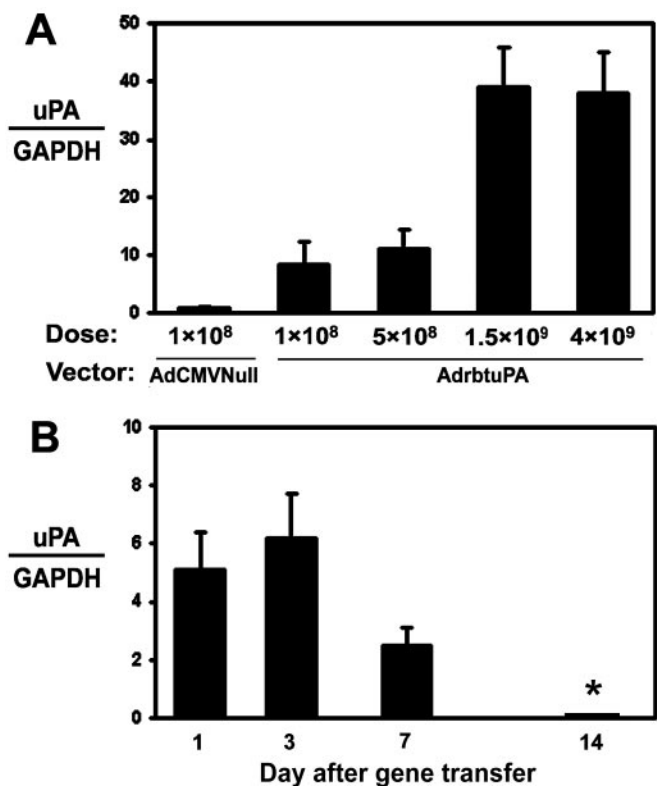 A
uPA
GAPDH
50
40
30
20
10
0
Dose: 1×10⁸ 1×10⁸ 5×10⁸ 1.5×10⁹ 4×10⁹
Vector: AdCMVNull AdrbtuPA
B
uPA
GAPDH
10
8
6
4
2
0
*
1 3 7 14
Day after gene transfer